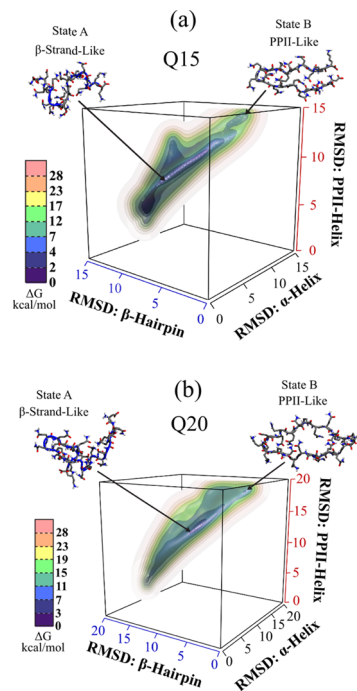 (a)
State A
β-Strand-Like
Q15
State B
PPII-Like
28
23
17
12
7
4
2
0
ΔG
kcal/mol
15
10
5
0
RMSD: β-Hairpin
0
5
10
15
RMSD: α-Helix
15
10
5
0
RMSD: PPII-Helix
(b)
State A
β-Strand-Like
Q20
State B
PPII-Like
28
23
19
15
11
7
3
0
ΔG
kcal/mol
20
15
10
5
0
RMSD: β-Hairpin
0
5
10
15
20
RMSD: α-Helix
20
15
10
5
0
RMSD: PPII-Helix